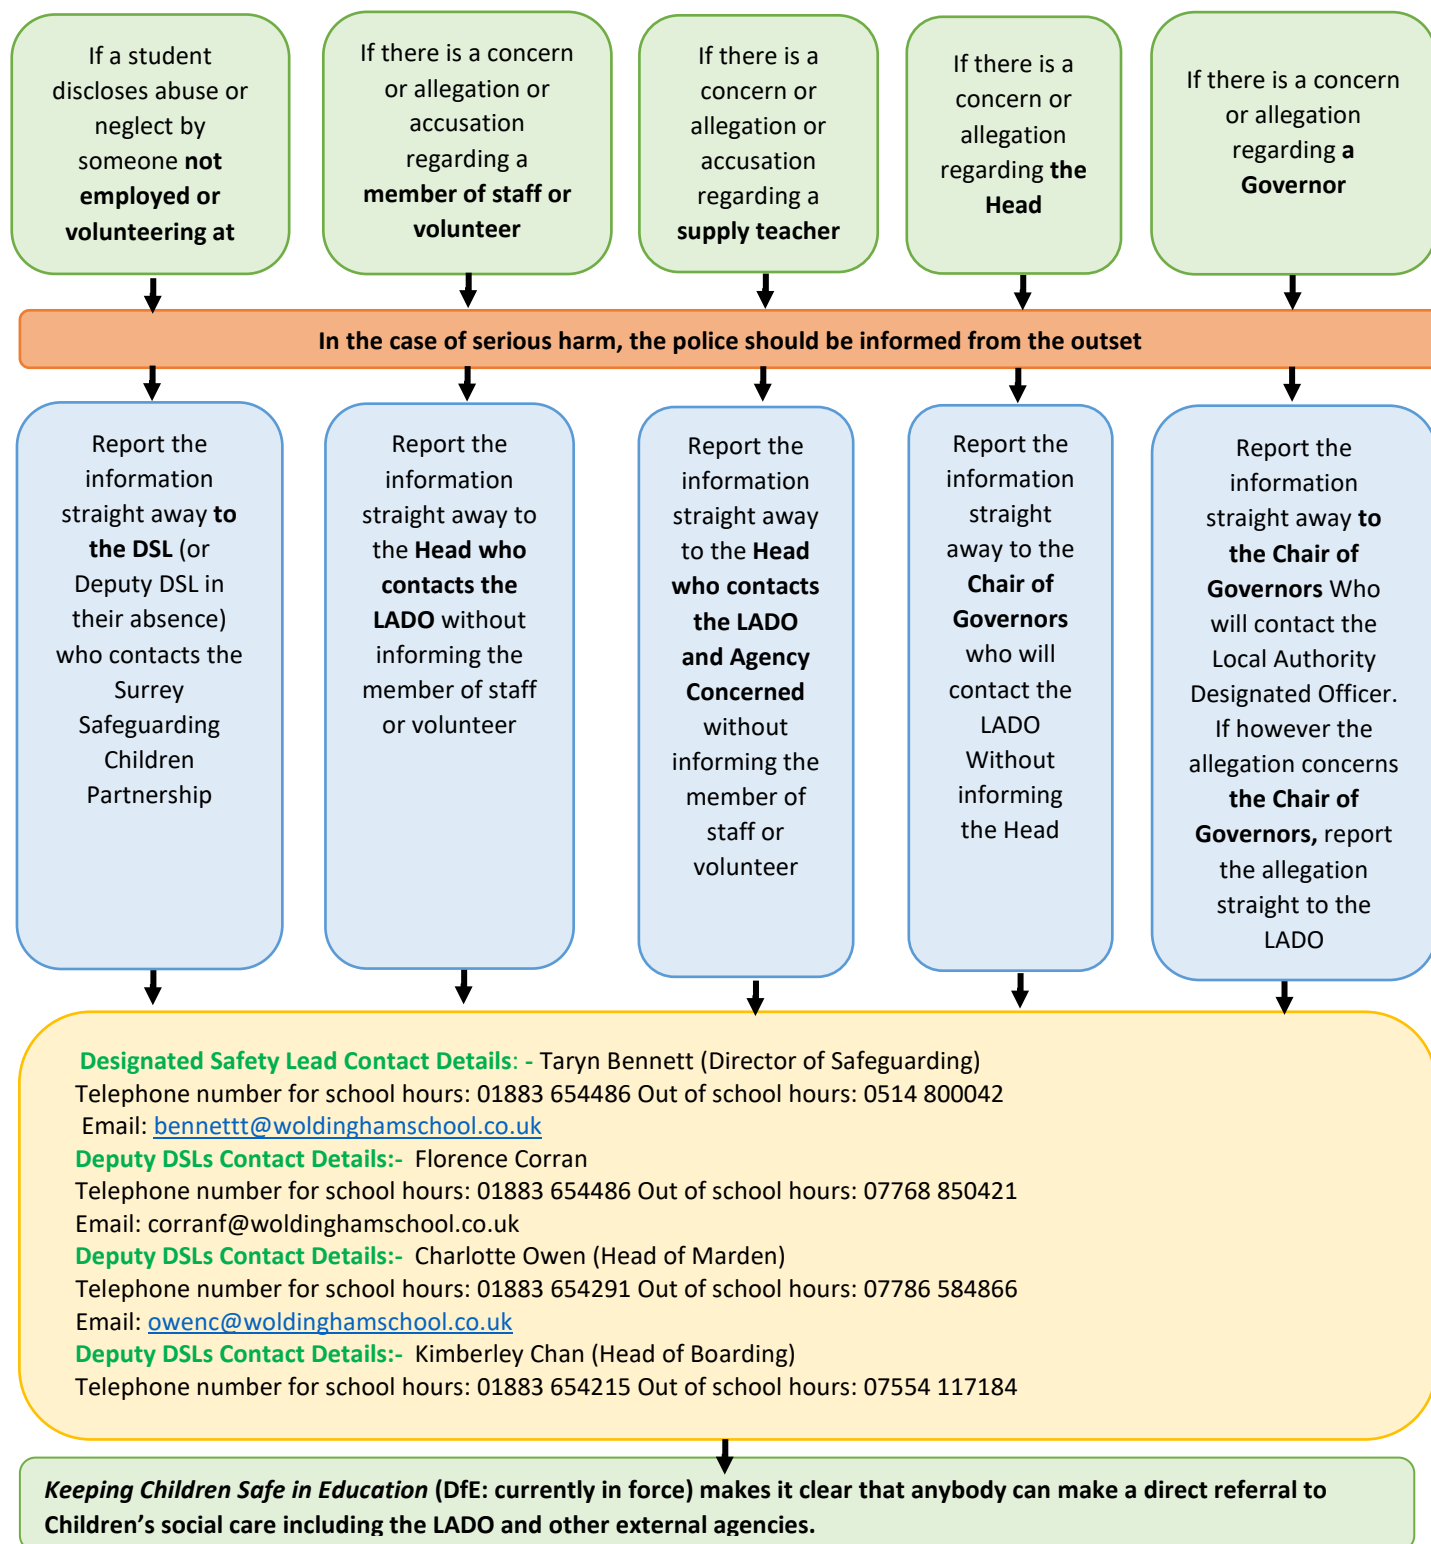 If a student
discloses abuse or
neglect by
someone not
employed or
volunteering at
If there is a concern
or allegation or
accusation
regarding a
member of staff or
volunteer
If there is a
concern or
allegation or
accusation
regarding a
supply teacher
If there is a
concern or
allegation
regarding the
Head
If there is a concern
or allegation
regarding a
Governor
In the case of serious harm, the police should be informed from the outset
Report the
information
straight away to
the DSL (or
Deputy DSL in
their absence)
who contacts the
Surrey
Safeguarding
Children
Partnership
Report the
information
straight away to
the Head who
contacts the
LADO without
informing the
member of staff
or volunteer
Report the
information
straight away
to the Head
who contacts
the LADO
and Agency
Concerned
without
informing the
member of
staff or
volunteer
Report the
information
straight
away to the
Chair of
Governors
who will
contact the
LADO
Without
informing
the Head
Report the
information
straight away to
the Chair of
Governors Who
will contact the
Local Authority
Designated Officer.
If however the
allegation concerns
the Chair of
Governors, report
the allegation
straight to the
LADO
Designated Safety Lead Contact Details: - Taryn Bennett (Director of Safeguarding)
Telephone number for school hours: 01883 654486 Out of school hours: 0514 800042
Email: bennettt@woldinghamschool.co.uk
Deputy DSLs Contact Details:- Florence Corran
Telephone number for school hours: 01883 654486 Out of school hours: 07768 850421
Email: corranf@woldinghamschool.co.uk
Deputy DSLs Contact Details:- Charlotte Owen (Head of Marden)
Telephone number for school hours: 01883 654291 Out of school hours: 07786 584866
Email: owenc@woldinghamschool.co.uk
Deputy DSLs Contact Details:- Kimberley Chan (Head of Boarding)
Telephone number for school hours: 01883 654215 Out of school hours: 07554 117184
Keeping Children Safe in Education (DfE: currently in force) makes it clear that anybody can make a direct referral to
Children's social care including the LADO and other external agencies.